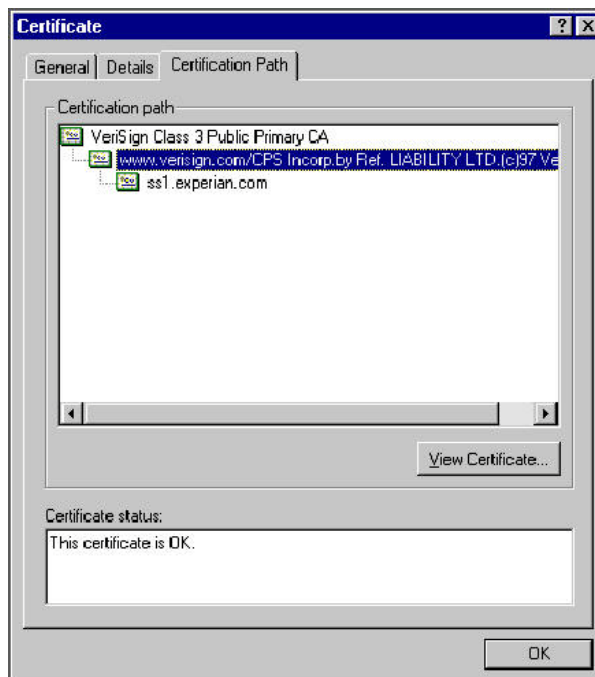 Certificate
General Details Certification Path
Certification path
VeriSign Class 3 Public Primary CA
www.verisign.com/CPS Incorp.by Ref. LIABILITY LTD.(c)97 Ve
ss1.experian.com
View Certificate...
Certificate status:
This certificate is OK.
OK